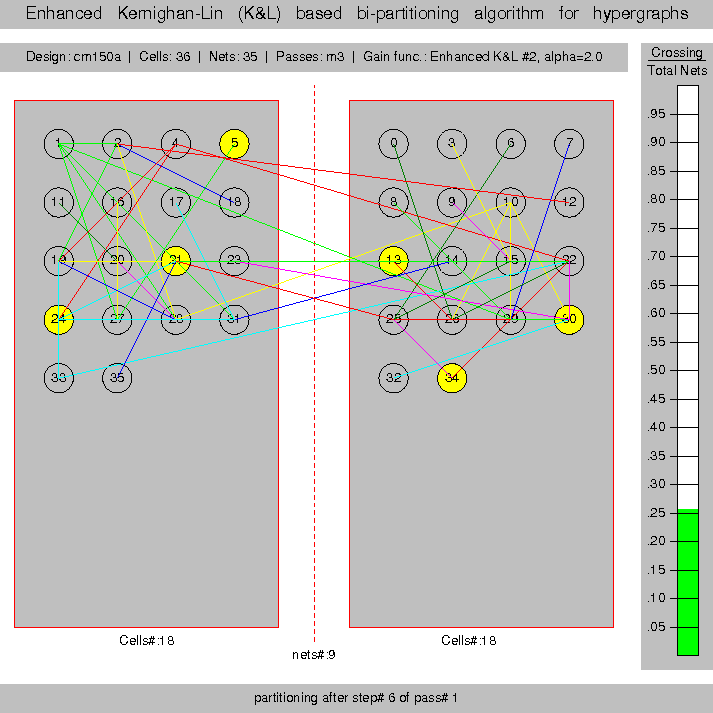 Enhanced Kernighan-Lin (K&L) based bi-partitioning algorithm for hypergraphs
Design: cm150a | Cells: 36 | Nets: 35 | Passes: m3 | Gain func.: Enhanced K&L #2, alpha=2.0
Crossing
Total Nets
1 2 4 5 0 3 6 7
11 16 17 18 8 9 10 12
19 20 21 23 13 14 15 22
24 27 28 31 25 26 29 30
33 35 32 34
.95
.90
.85
.80
.75
.70
.65
.60
.55
.50
.45
.40
.35
.30
.25
.20
.15
.10
.05
Cells#:18 Cells#:18
nets#:9
partitioning after step# 6 of pass# 1